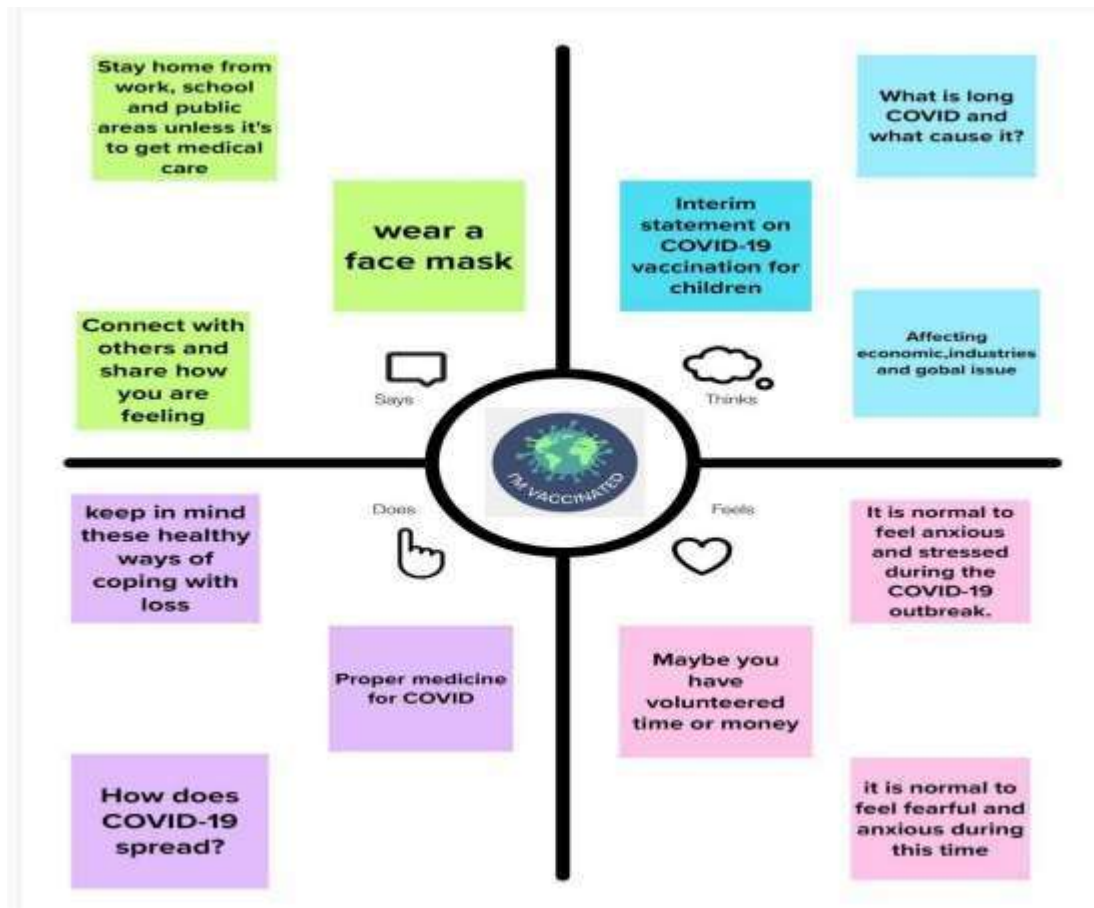 Stay home from
work, school
and public
areas unless it's
to get medical
care
wear a
face mask
Connect with
others and
share how
you are
feeling
Says
What is long
COVID and
what cause it?
Interim
statement on
COVID-19
vaccination for
children
Affecting
economic,industries
and gobal issue
Thinks
I'M VACCINATED
Does
keep in mind
these healthy
ways of
coping with
loss
Proper medicine
for COVID
How does
COVID-19
spread?
Feels
It is normal to
feel anxious
and stressed
during the
COVID-19
outbreak.
Maybe you
have
volunteered
time or money
it is normal to
feel fearful and
anxious during
this time